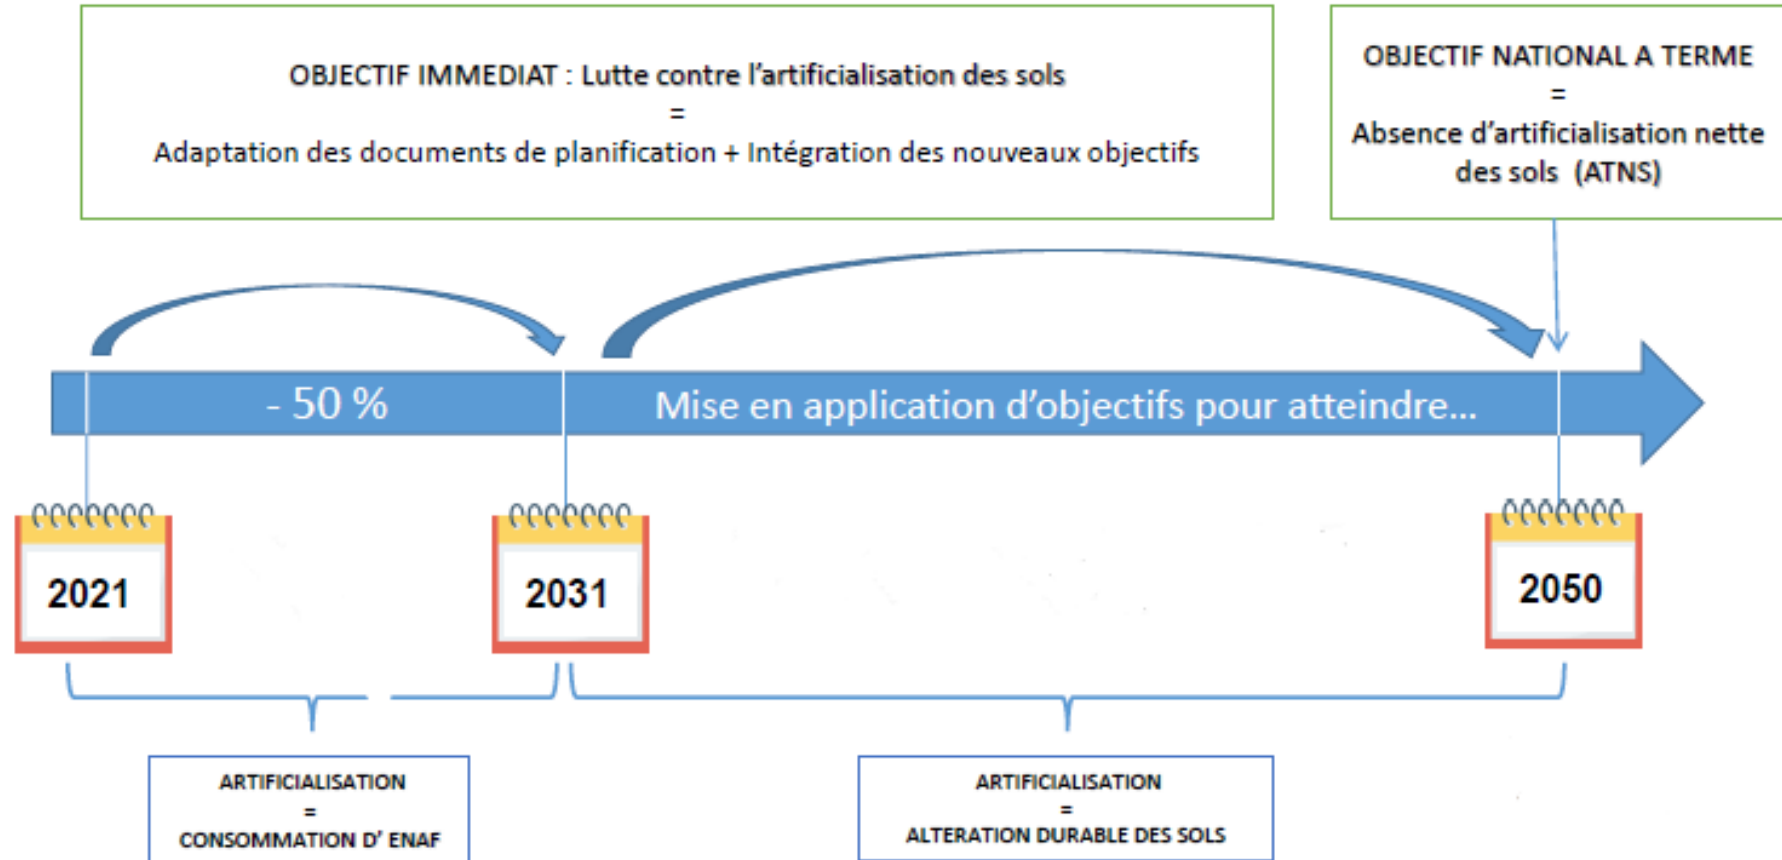 OBJECTIF IMMEDIAT : Lutte contre l'artificialisation des sols
=
Adaptation des documents de planification + Intégration des nouveaux objectifs
OBJECTIF NATIONAL A TERME
=
Absence d'artificialisation nette
des sols (ATNS)
- 50 %
Mise en application d'objectifs pour atteindre...
2021
2031
2050
ARTIFICIALISATION
=
CONSOMMATION D' ENAF
ARTIFICIALISATION
=
ALTERATION DURABLE DES SOLS